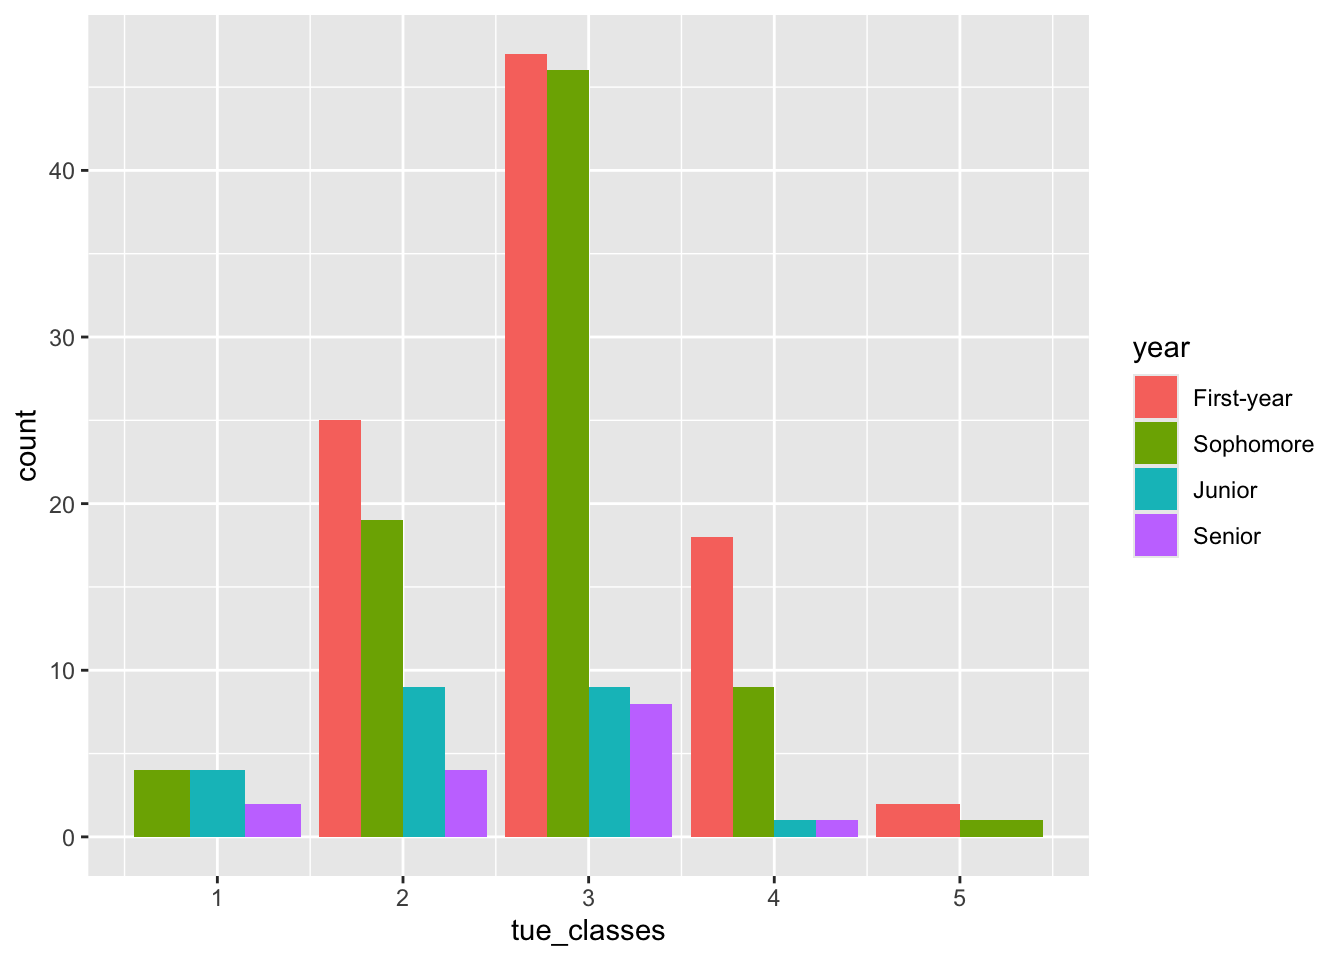 40
30
20
10
0
count
1 2 3 4 5
tue_classes
year
First-year
Sophomore
Junior
Senior